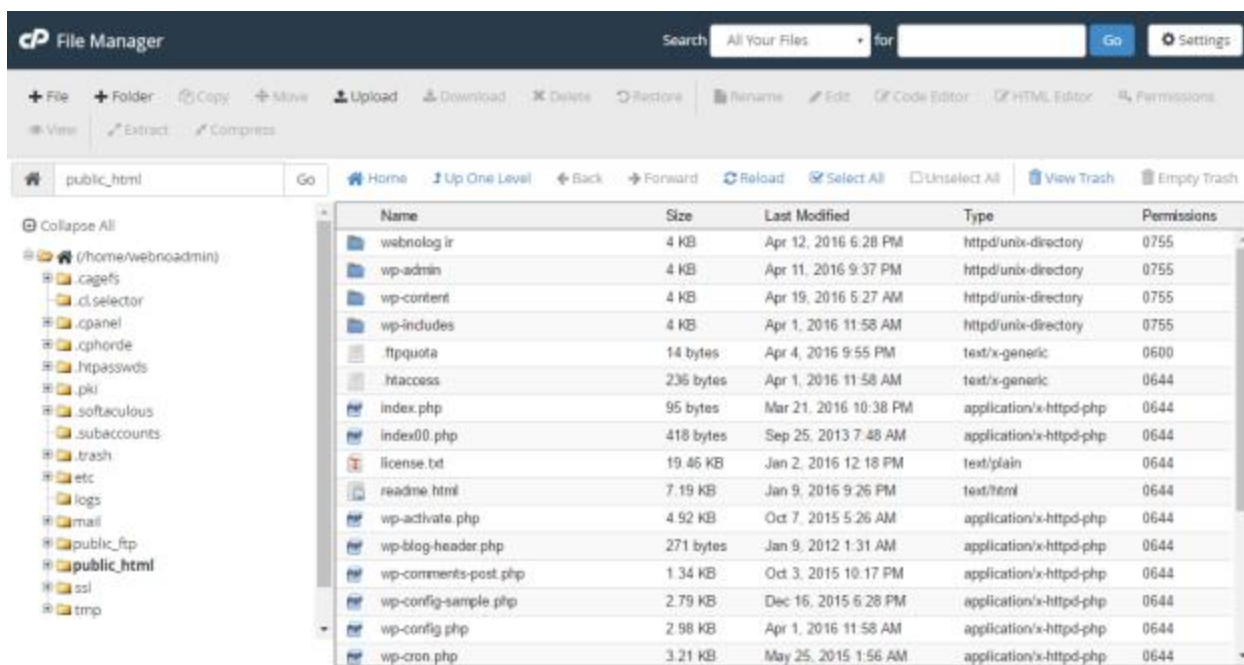 cP File Manager
Search All Your Files for Go Settings
File Folder Copy Move Upload Download Delete Restore Rename Edit Code Editor HTML Editor Permissions
View Extract Compress
public_html Go Home Up One Level Back Forward Reload Select All Unselect All View Trash Empty Trash
Collapse All
(/home/webnoadmin)
.cagefs
.cl.selector
.cpanel
.cphorde
.htpasswds
.pki
.softaculous
.subaccounts
.trash
etc
logs
mail
public_ftp
public_html
ssl
tmp
Name Size Last Modified Type Permissions
webnolog.ir 4 KB Apr 12, 2016 6:28 PM httpd/unix-directory 0755
wp-admin 4 KB Apr 11, 2016 9:37 PM httpd/unix-directory 0755
wp-content 4 KB Apr 19, 2016 5:27 AM httpd/unix-directory 0755
wp-includes 4 KB Apr 1, 2016 11:58 AM httpd/unix-directory 0755
.ftpquota 14 bytes Apr 4, 2016 9:55 PM text/x-generic 0600
.htaccess 236 bytes Apr 1, 2016 11:58 AM text/x-generic 0644
index.php 95 bytes Mar 21, 2016 10:38 PM application/x-httpd-php 0644
index00.php 418 bytes Sep 25, 2013 7:48 AM application/x-httpd-php 0644
license.txt 19.46 KB Jan 2, 2016 12:18 PM text/plain 0644
readme.html 7.19 KB Jan 9, 2016 9:26 PM text/html 0644
wp-activate.php 4.92 KB Oct 7, 2015 5:26 AM application/x-httpd-php 0644
wp-blog-header.php 271 bytes Jan 9, 2012 1:31 AM application/x-httpd-php 0644
wp-comments-post.php 1.34 KB Oct 3, 2015 10:17 PM application/x-httpd-php 0644
wp-config-sample.php 2.79 KB Dec 16, 2015 6:28 PM application/x-httpd-php 0644
wp-config.php 2.98 KB Apr 1, 2016 11:58 AM application/x-httpd-php 0644
wp-cron.php 3.21 KB May 25, 2015 1:56 AM application/x-httpd-php 0644